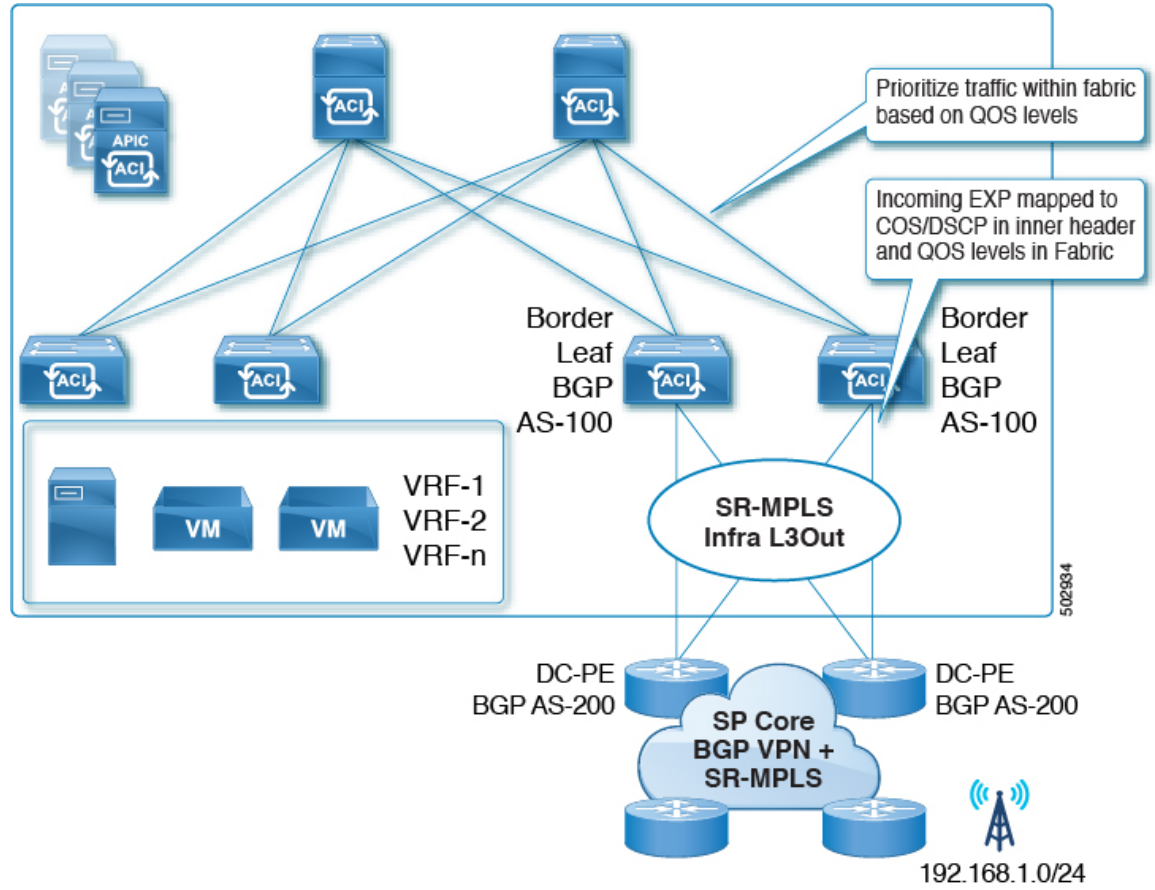 ACI
ACI
APIC
ACI
ACI
Prioritize traffic within fabric
based on QOS levels
Incoming EXP mapped to
COS/DSCP in inner header
and QOS levels in Fabric
ACI
ACI
Border
Leaf
BGP
AS-100
ACI
ACI
Border
Leaf
BGP
AS-100
VM
VM
VRF-1
VRF-2
VRF-n
SR-MPLS
Infra L3Out
502934
DC-PE
BGP AS-200
DC-PE
BGP AS-200
SP Core
BGP VPN +
SR-MPLS
192.168.1.0/24